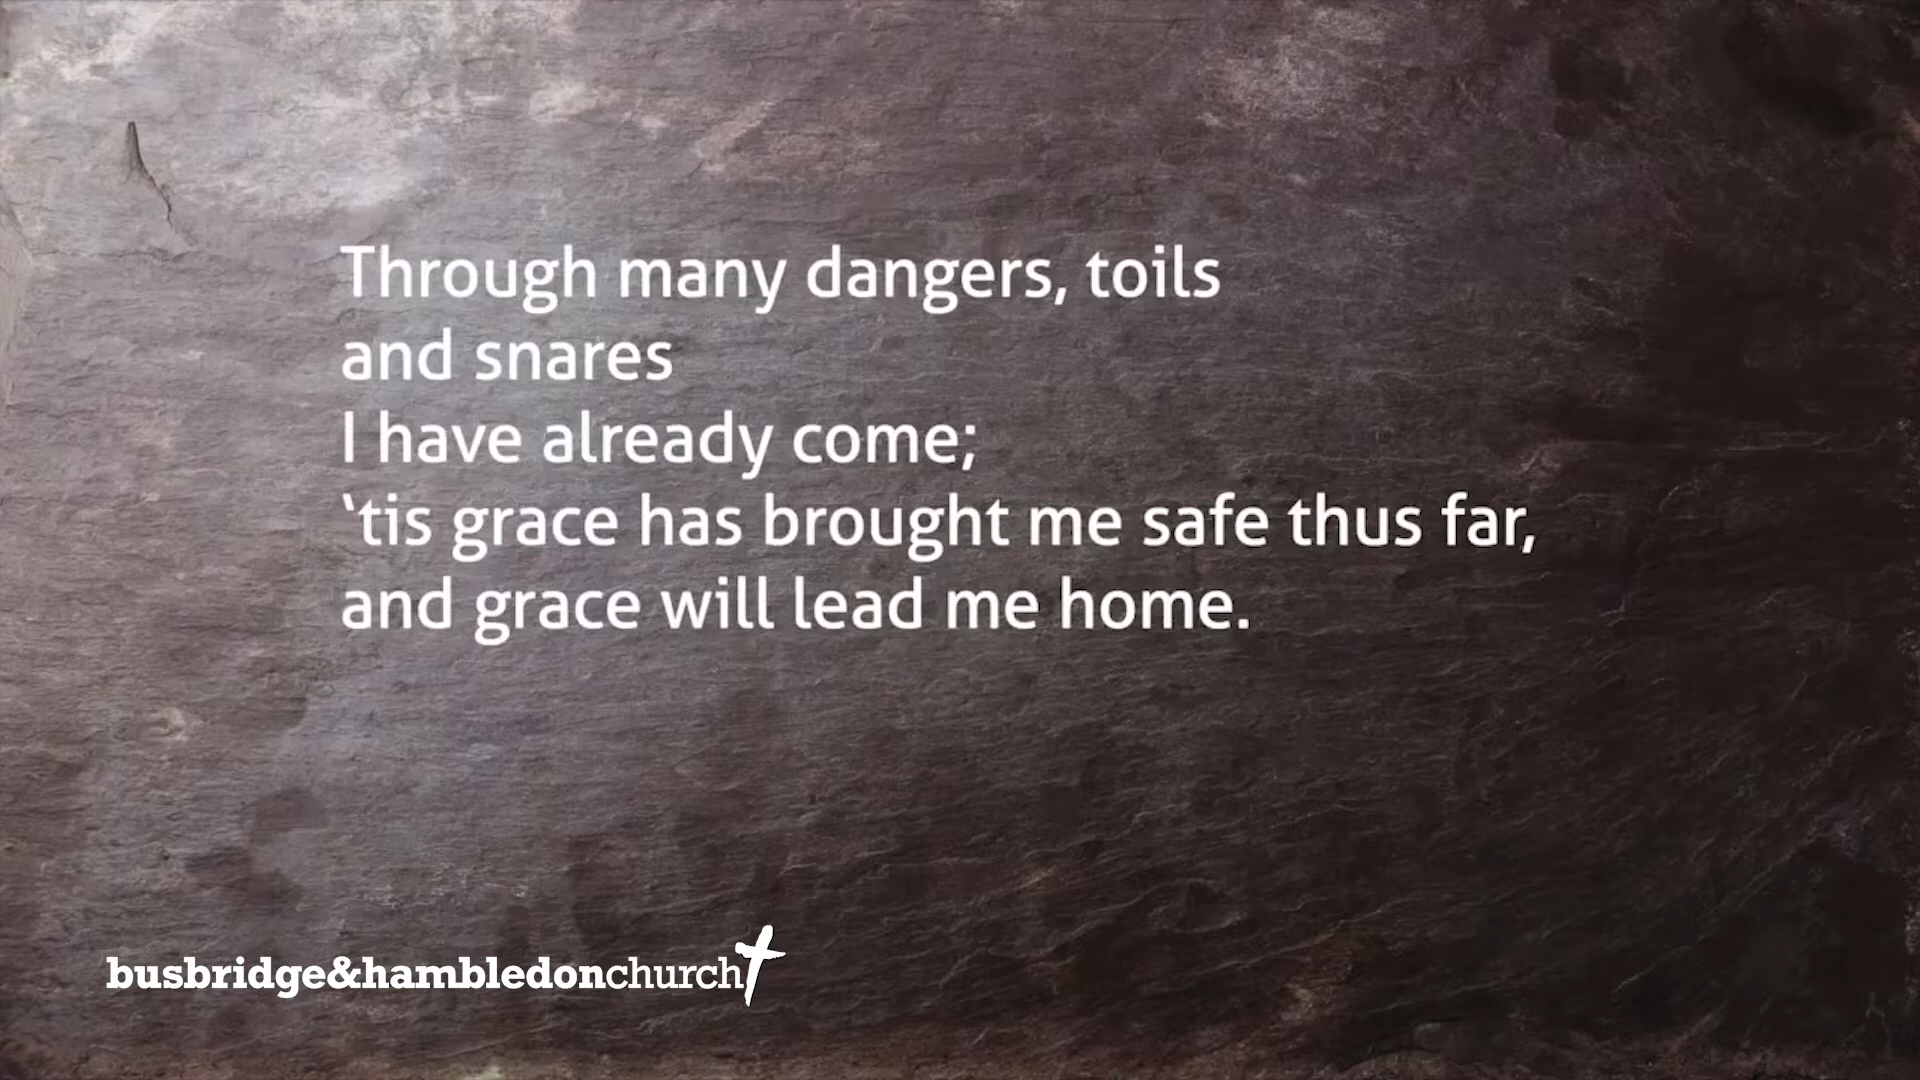 Through many dangers, toils
and snares
I have already come;
‘tis grace has brought me safe thus far,
and grace will lead me home.
busbridge&hambledonchurch